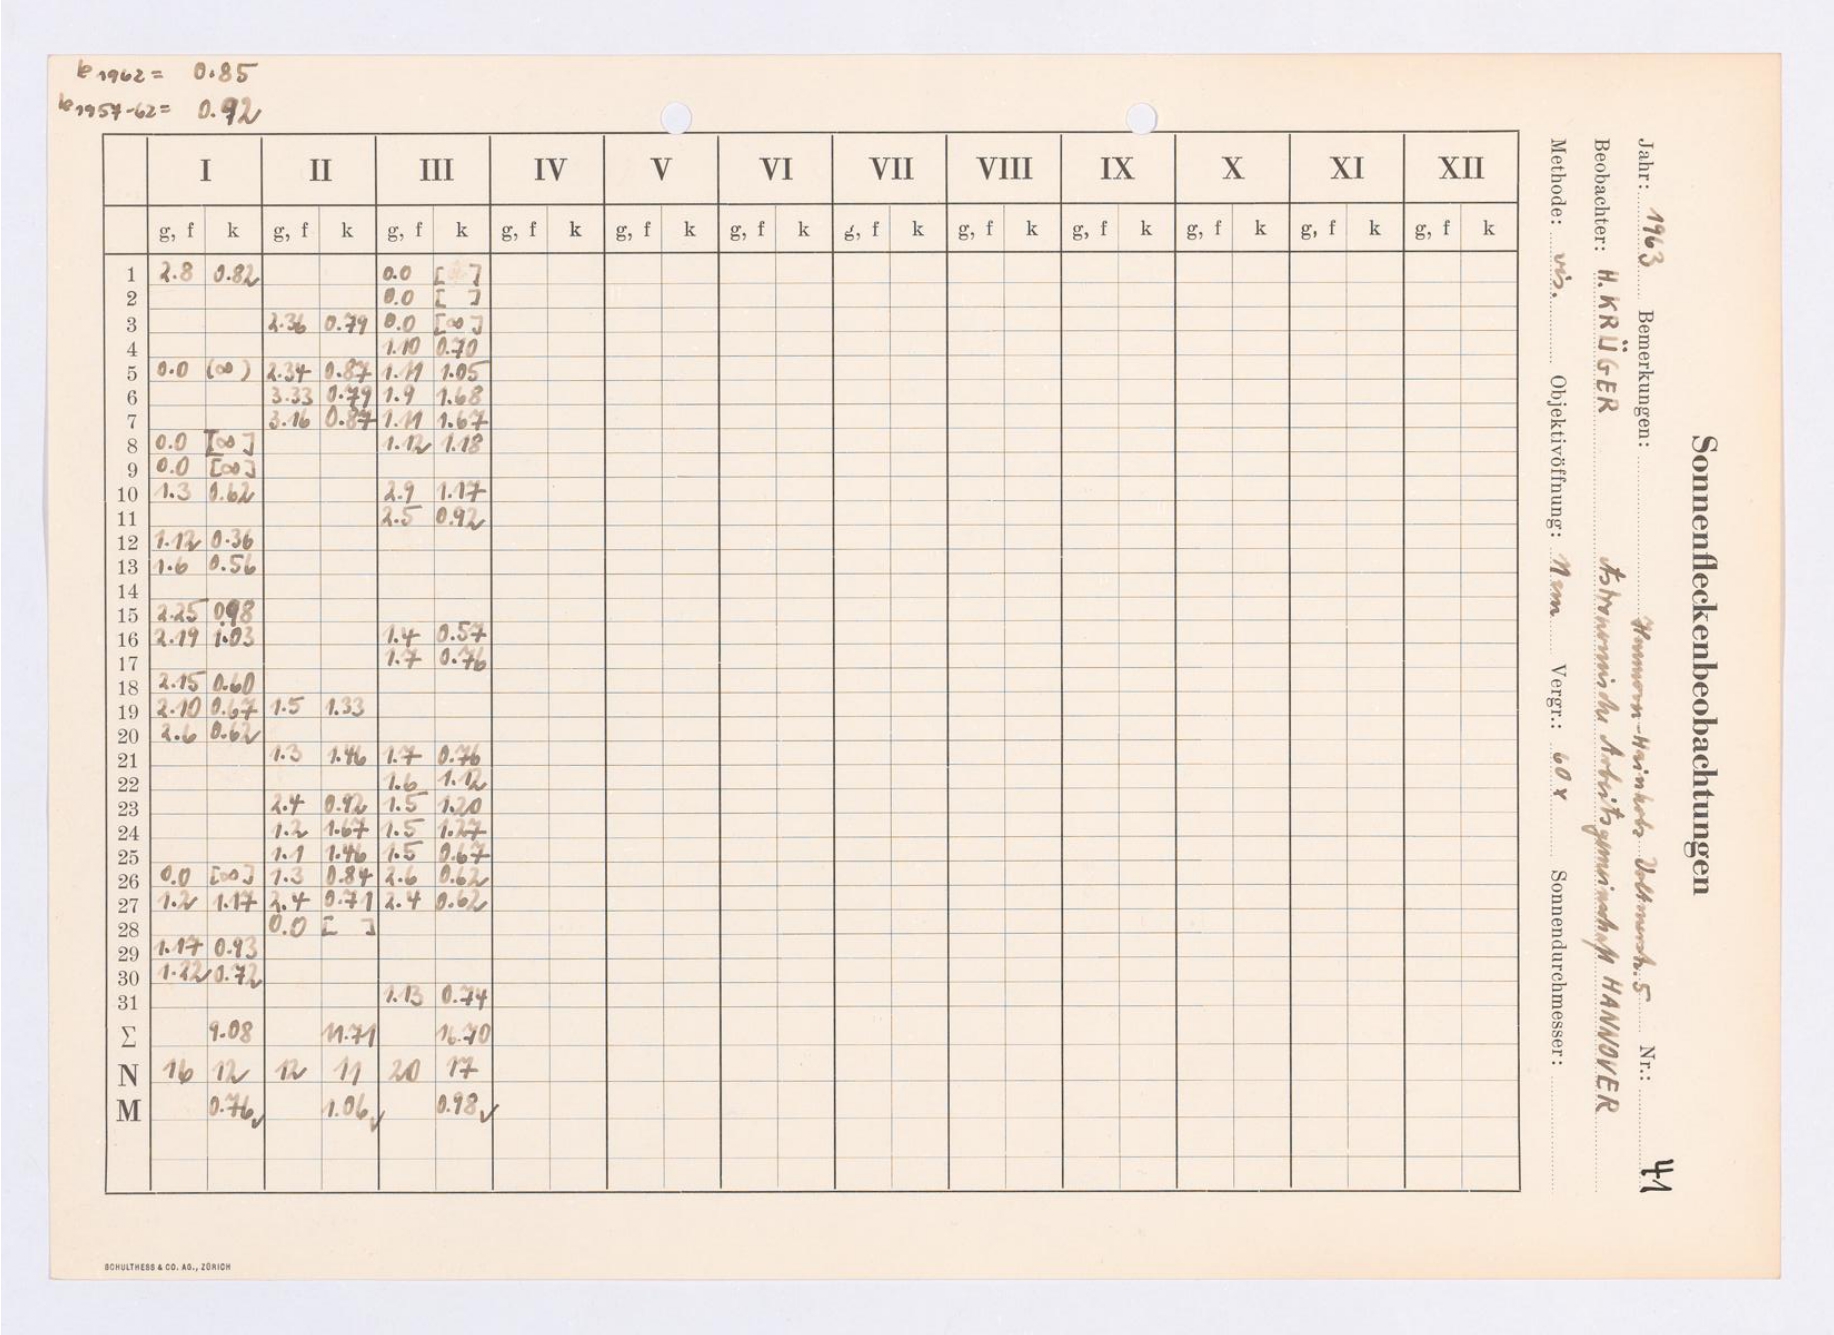 k 1962 = 0.85
k 1957-62 = 0.92
Sonnenfleckenbeobachtungen
Jahr: 1963 Bemerkungen: Nr.: 41
Beobachter: H. KRÜGER Astronomische Arbeitsgemeinschaft HANNOVER
Methode: vis. Objektivöffnung: Vergr.: 60 x Sonnendurchmesser:
I II III IV V VI VII VIII IX X XI XII
g, f k g, f k g, f k g, f k g, f k g, f k g, f k g, f k g, f k g, f k g, f k g, f k
1 2.8 0.82 0.0 [ ]
2 0.0 [ ]
3 2.36 0.79 0.0 [∞]
4 1.10 0.70
5 0.0 (∞) 2.34 0.87 1.11 1.05
6 3.33 0.79 1.9 1.68
7 3.16 0.87 1.11 1.67
8 0.0 [∞] 1.12 1.18
9 0.0 [∞]
10 1.3 0.62 2.9 1.17
11 2.5 0.92
12 1.12 0.36
13 1.6 0.56
14
15 2.25 0.98
16 2.19 1.03 1.4 0.57
17 1.7 0.76
18 2.15 0.60
19 2.10 0.67 1.5 1.33
20 2.6 0.62
21 1.3 1.46 1.7 0.76
22 1.6 1.12
23 2.4 0.92 1.5 1.20
24 1.2 1.67 1.5 1.27
25 1.1 1.46 1.5 0.67
26 0.0 [∞] 1.3 0.84 2.6 0.62
27 1.2 1.17 2.4 0.71 2.4 0.62
28 0.0 [ ]
29 1.17 0.93
30 1.22 0.72
31 1.13 0.74
Σ 9.08 11.71 16.70
N 16 12 12 11 20 17
M 0.76 ✓ 1.06 ✓ 0.98 ✓
SCHULTHESS & CO. AG., ZÜRICH